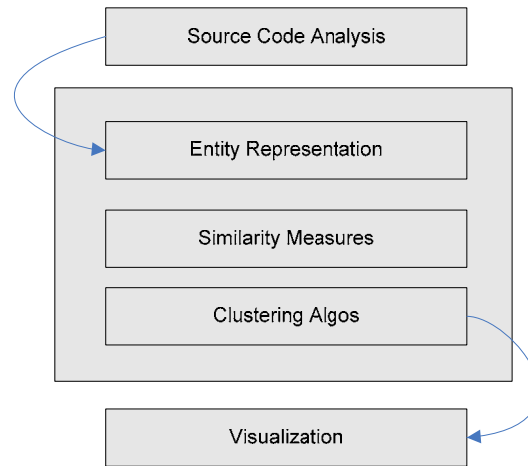 Source Code Analysis
Entity Representation
Similarity Measures
Clustering Algos
Visualization